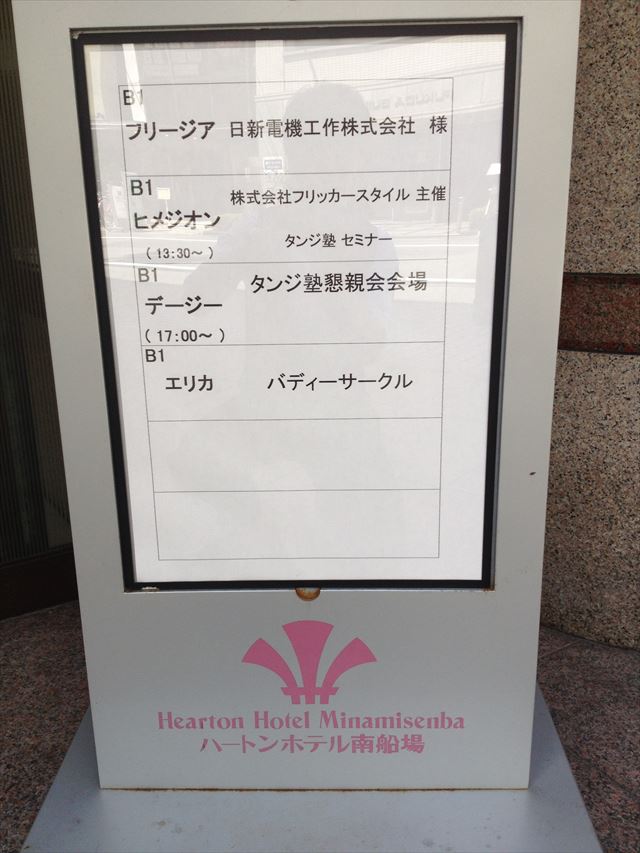 B1
フリージア 日新電機工作株式会社 様
B1
株式会社フリッカースタイル 主催
ヒメジオン
(13:30～) タンジ塾 セミナー
B1
タンジ塾懇親会会場
デージー
(17:00～)
B1
エリカ バディーサークル
Hearton Hotel Minamisenba
ハートンホテル南船場